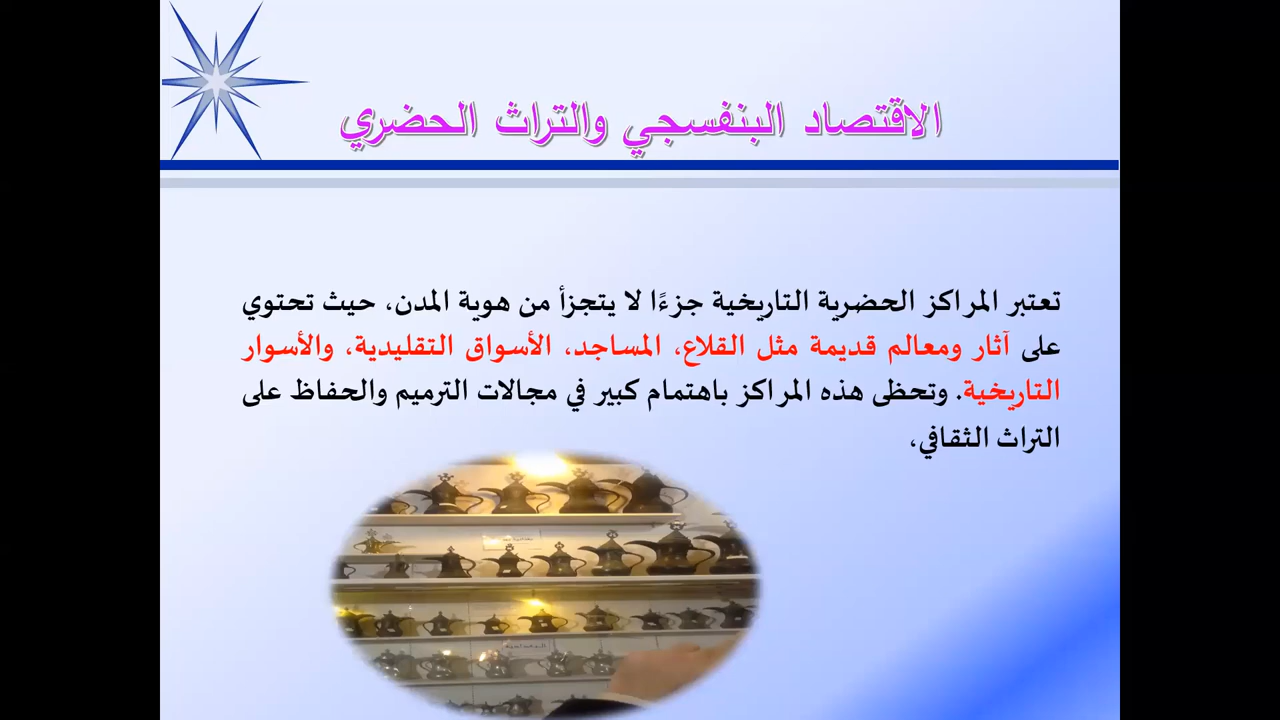 الاقتصاد البنفسجي والتراث الحضري
تعتبر المراكز الحضرية التاريخية جزءًا لا يتجزأ من هوية المدن، حيث تحتوي
على آثار ومعالم قديمة مثل القلاع، المساجد، الأسواق التقليدية، والأسوار
التاريخية. وتحظى هذه المراكز باهتمام كبير في مجالات الترميم والحفاظ على
التراث الثقافي،